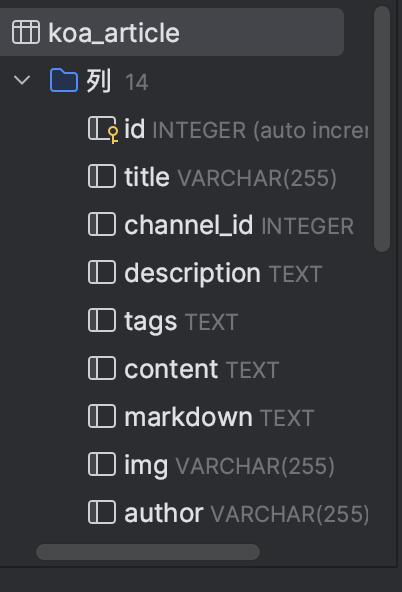 koa_article
列 14
id INTEGER (auto increr
title VARCHAR(255)
channel_id INTEGER
description TEXT
tags TEXT
content TEXT
markdown TEXT
img VARCHAR(255)
author VARCHAR(255)